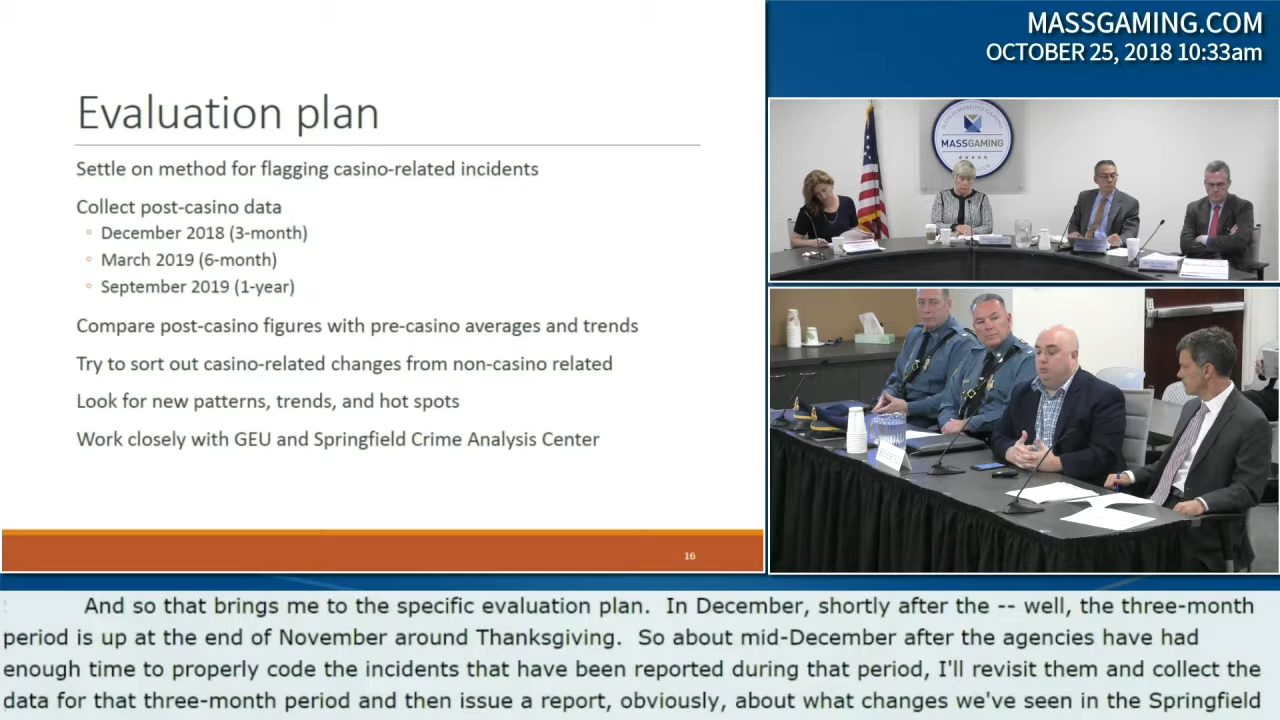 MASSGAMING.COM
OCTOBER 25, 2018 10:33am
Evaluation plan
Settle on method for flagging casino-related incidents
Collect post-casino data
◦ December 2018 (3-month)
◦ March 2019 (6-month)
◦ September 2019 (1-year)
Compare post-casino figures with pre-casino averages and trends
Try to sort out casino-related changes from non-casino related
Look for new patterns, trends, and hot spots
Work closely with GEU and Springfield Crime Analysis Center
16
MASSGAMING
And so that brings me to the specific evaluation plan. In December, shortly after the -- well, the three-month
period is up at the end of November around Thanksgiving. So about mid-December after the agencies have had
enough time to properly code the incidents that have been reported during that period, I'll revisit them and collect the
data for that three-month period and then issue a report, obviously, about what changes we've seen in the Springfield